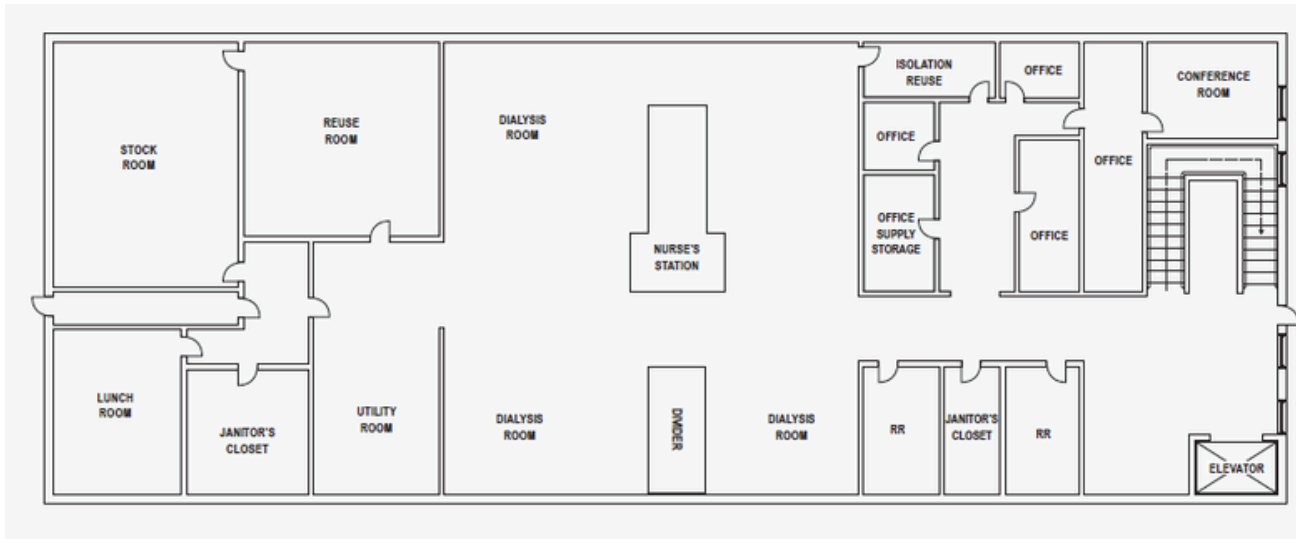 STOCK
ROOM
REUSE
ROOM
DIALYSIS
ROOM
NURSE'S
STATION
ISOLATION
REUSE
OFFICE
OFFICE
OFFICE
SUPPLY
STORAGE
OFFICE
OFFICE
CONFERENCE
ROOM
LUNCH
ROOM
JANITOR'S
CLOSET
UTILITY
ROOM
DIALYSIS
ROOM
DIVIDER
DIALYSIS
ROOM
RR
JANITOR'S
CLOSET
RR
ELEVATOR